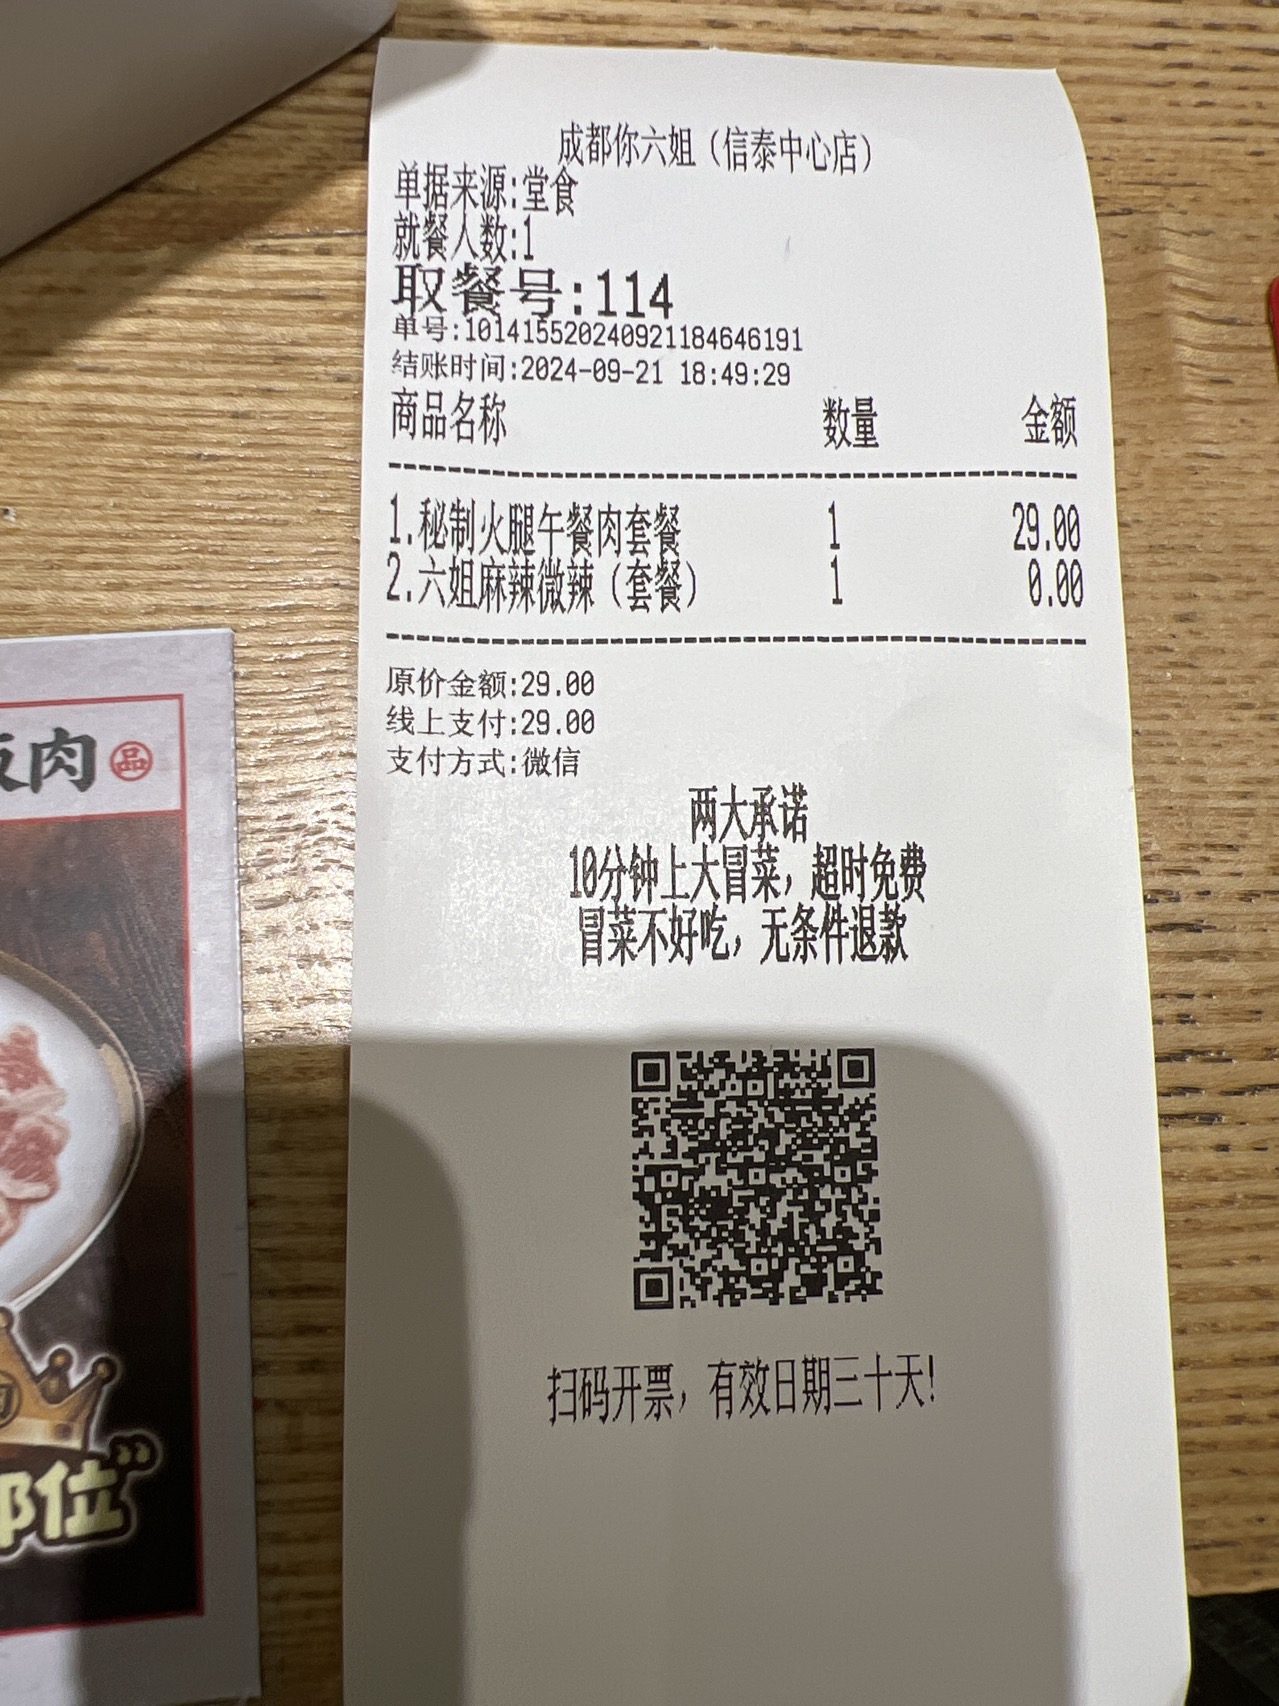 成都你六姐（信泰中心店）
单据来源:堂食
就餐人数:1
取餐号:114
单号:101415520240921184646191
结账时间:2024-09-21 18:49:29
商品名称 数量 金额
1.秘制火腿午餐肉套餐 1 29.00
2.六姐麻辣微辣（套餐） 1 0.00
原价金额:29.00
线上支付:29.00
支付方式:微信
两大承诺
10分钟上大冒菜，超时免费
冒菜不好吃，无条件退款
扫码开票，有效日期三十天!
肉
品
位”